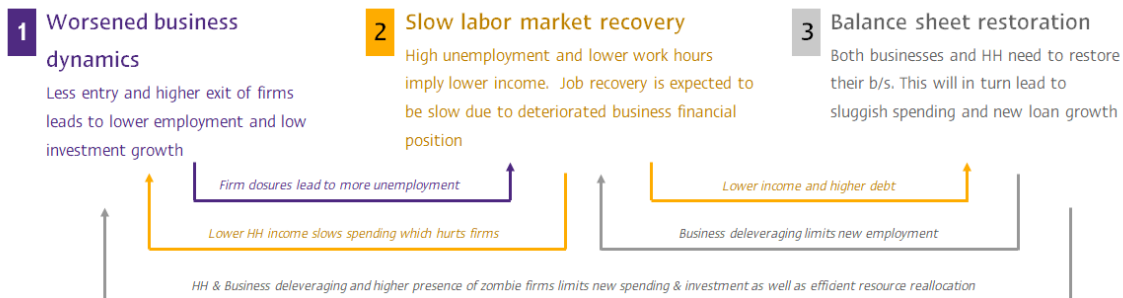 1
Worsened business
dynamics
Less entry and higher exit of firms
leads to lower employment and low
investment growth
2
Slow labor market recovery
High unemployment and lower work hours
imply lower income.  Job recovery is expected to
be slow due to deteriorated business financial
position
3
Balance sheet restoration
Both businesses and HH need to restore
their b/s. This will in turn lead to
sluggish spending and new loan growth
Firm dosures lead to more unemployment
Lower income and higher debt
Lower HH income slows spending which hurts firms
Business deleveraging limits new employment
HH & Business deleveraging and higher presence of zombie firms limits new spending & investment as well as efficient resource reallocation